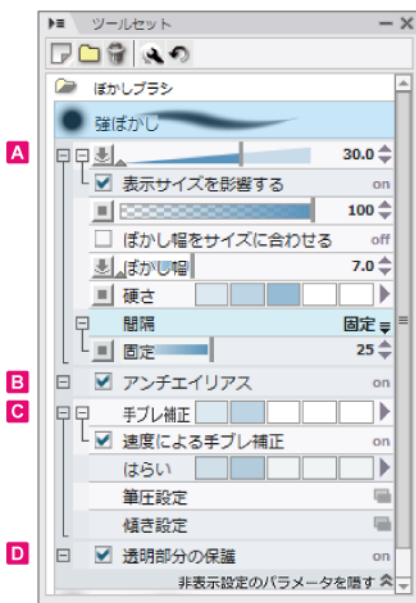 ツールセット
ぼかしブラシ
強ぼかし
A 30.0
表示サイズを影響する on
100
ぼかし幅をサイズに合わせる off
ぼかし幅 7.0
硬さ
間隔 固定
固定 25
B アンチエイリアス on
C 手ブレ補正
速度による手ブレ補正 on
はらい
筆圧設定
傾き設定
D 透明部分の保護 on
非表示設定のパラメータを隠す